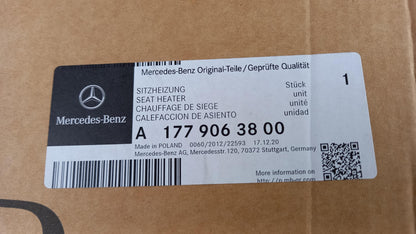 Mercedes-Benz Original-Teile/Geprüfte Qualität
SITZHEIZUNG
SEAT HEATER
CHAUFFAGE DE SIEGE
CALEFACCION DE ASIENTO
Stück
unit
unité
unidad
1
Mercedes-Benz
A 177 906 38 00
Made in POLAND 0060/2012/22593 17.12.20
Mercedes-Benz AG, Mercedesstr.120, 70372 Stuttgart, Germany
More information on